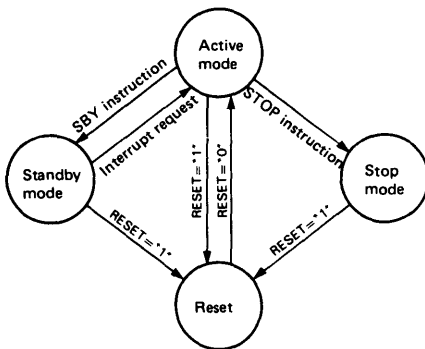 Active
mode
SBY instruction
Interrupt request
STOP instruction
RESET="1"
RESET="0"
Standby
mode
Stop
mode
RESET="1"
RESET="1"
Reset